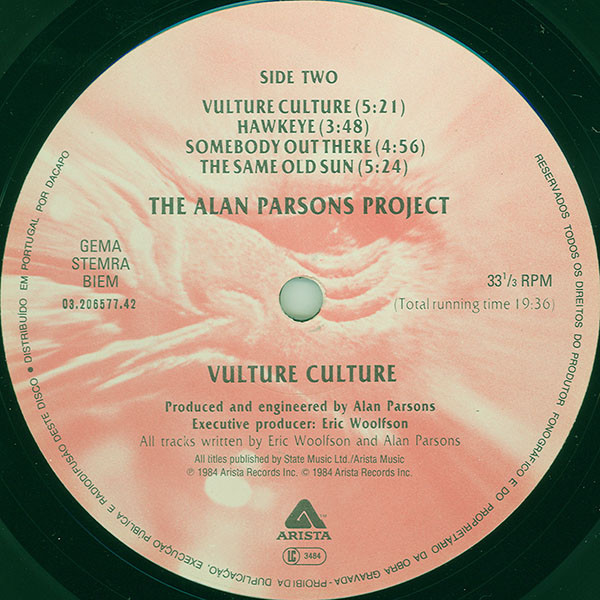 SIDE TWO
VULTURE CULTURE (5:21)
HAWKEYE (3:48)
SOMEBODY OUT THERE (4:56)
THE SAME OLD SUN (5:24)
THE ALAN PARSONS PROJECT
GEMA
STEMRA
BIEM
03.206577.42
33 1/3 RPM
(Total running time 19:36)
VULTURE CULTURE
Produced and engineered by Alan Parsons
Executive producer: Eric Woolfson
All tracks written by Eric Woolfson and Alan Parsons
All titles published by State Music Ltd./Arista Music
℗ 1984 Arista Records Inc. © 1984 Arista Records Inc.
ARISTA™
LC 3484
RESERVADOS TODOS OS DIREITOS DO PRODUTOR FONOGRAFICO E DO PROPRIETÁRIO DA OBRA GRAVADA - PROIBIDA A DUPLICAÇÃO, EXECUÇÃO PÚBLICA E RADIODIFUSÃO DESTE DISCO • DISTRIBUÍDO EM PORTUGAL POR DACAPO